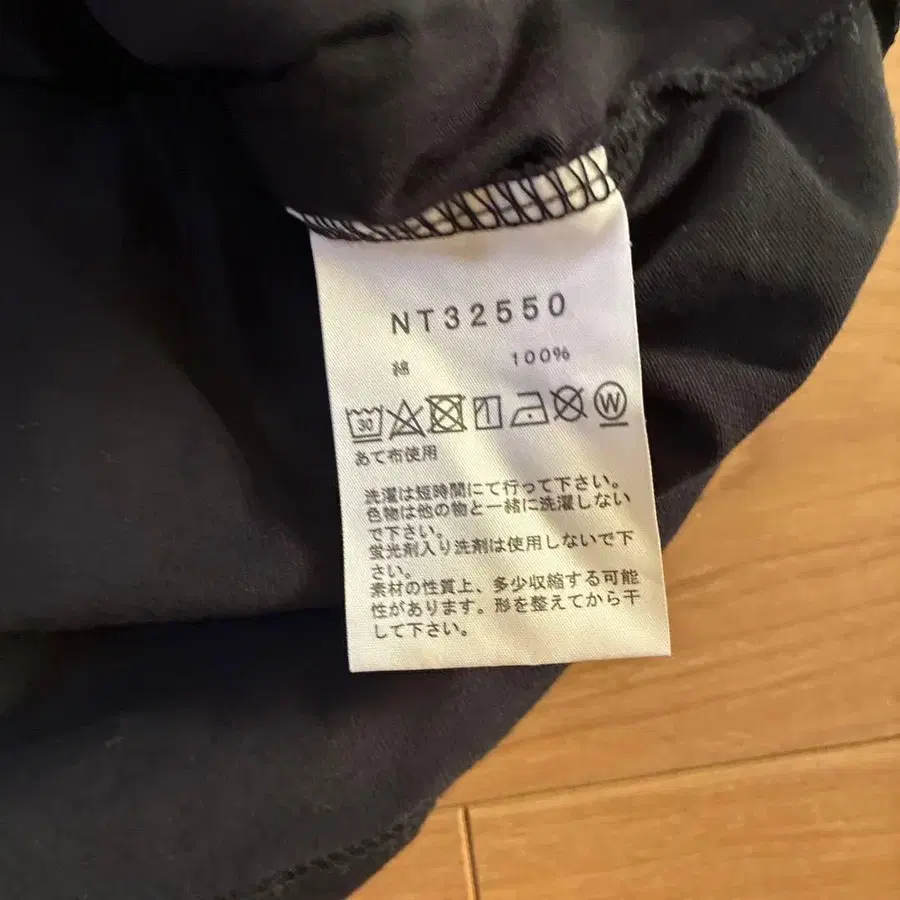 NT32550
綿 100%
30 W
あて布使用
洗濯は短時間にて行って下さい。
色物は他の物と一緒に洗濯しない
で下さい。
蛍光剤入り洗剤は使用しないで下
さい。
素材の性質上、多少収縮する可能
性があります。形を整えてから干
して下さい。